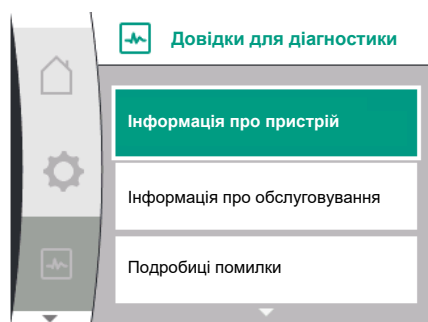 Довідки для діагностики
Інформація про пристрій
Інформація про обслуговування
Подробиці помилки